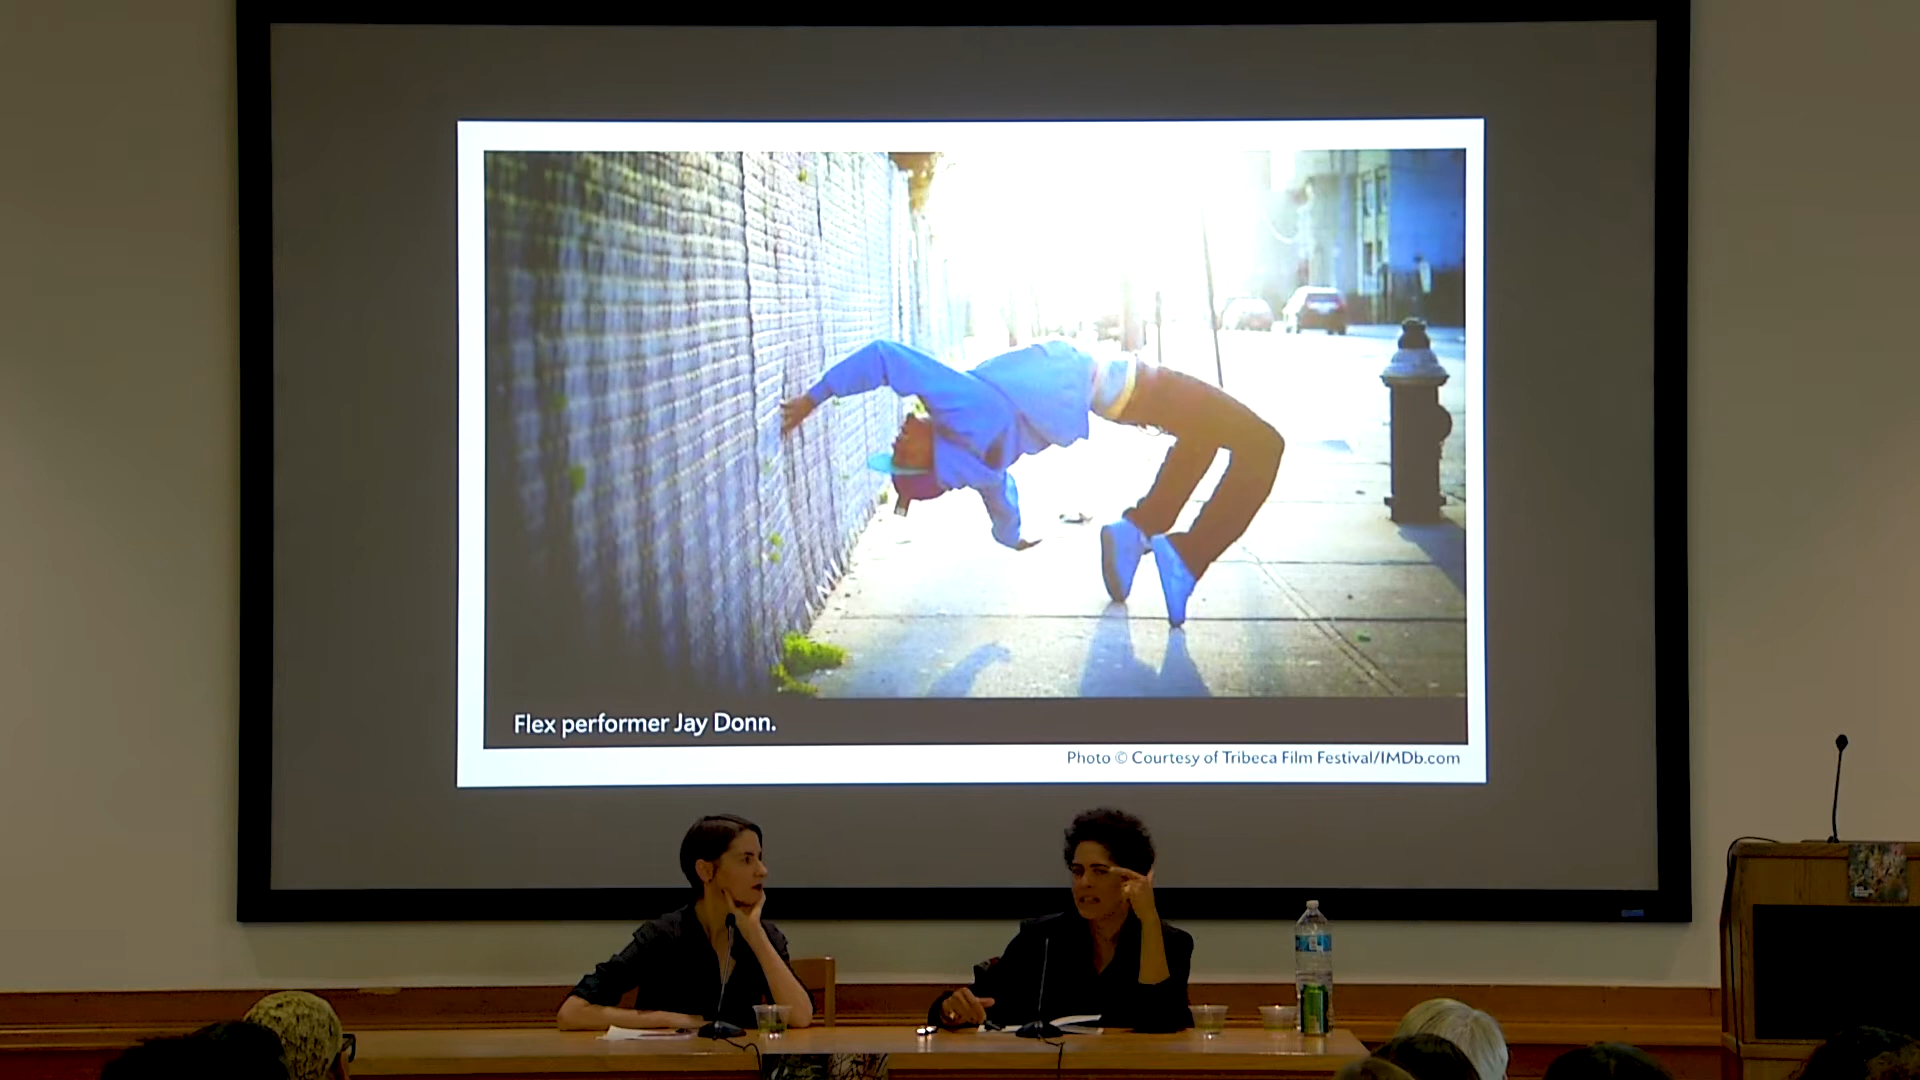 Flex performer Jay Donn.
Photo © Courtesy of Tribeca Film Festival/IMDb.com